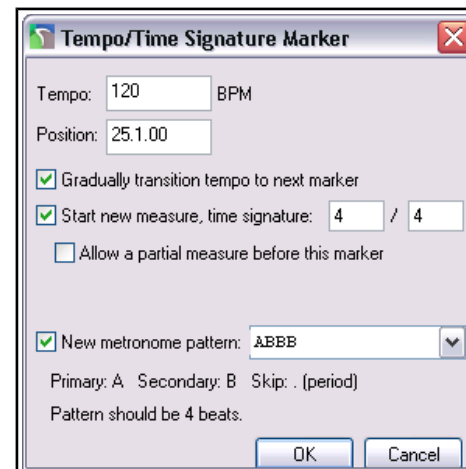 Tempo/Time Signature Marker
Tempo: 120 BPM
Position: 25.1.00
Gradually transition tempo to next marker
Start new measure, time signature: 4 / 4
Allow a partial measure before this marker
New metronome pattern: ABBB
Primary: A Secondary: B Skip: . (period)
Pattern should be 4 beats.
OK Cancel